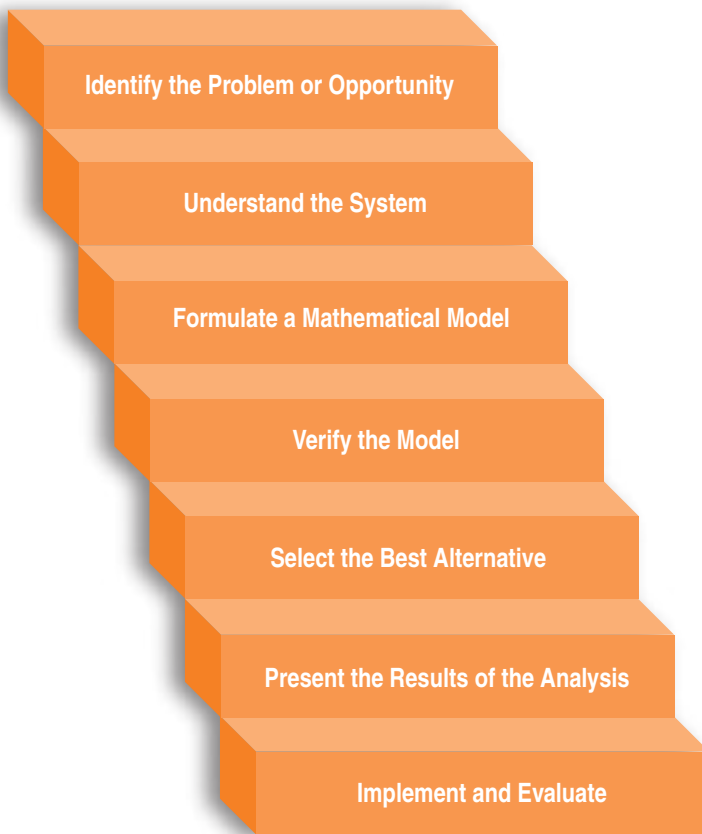 Identify the Problem or Opportunity
Understand the System
Formulate a Mathematical Model
Verify the Model
Select the Best Alternative
Present the Results of the Analysis
Implement and Evaluate